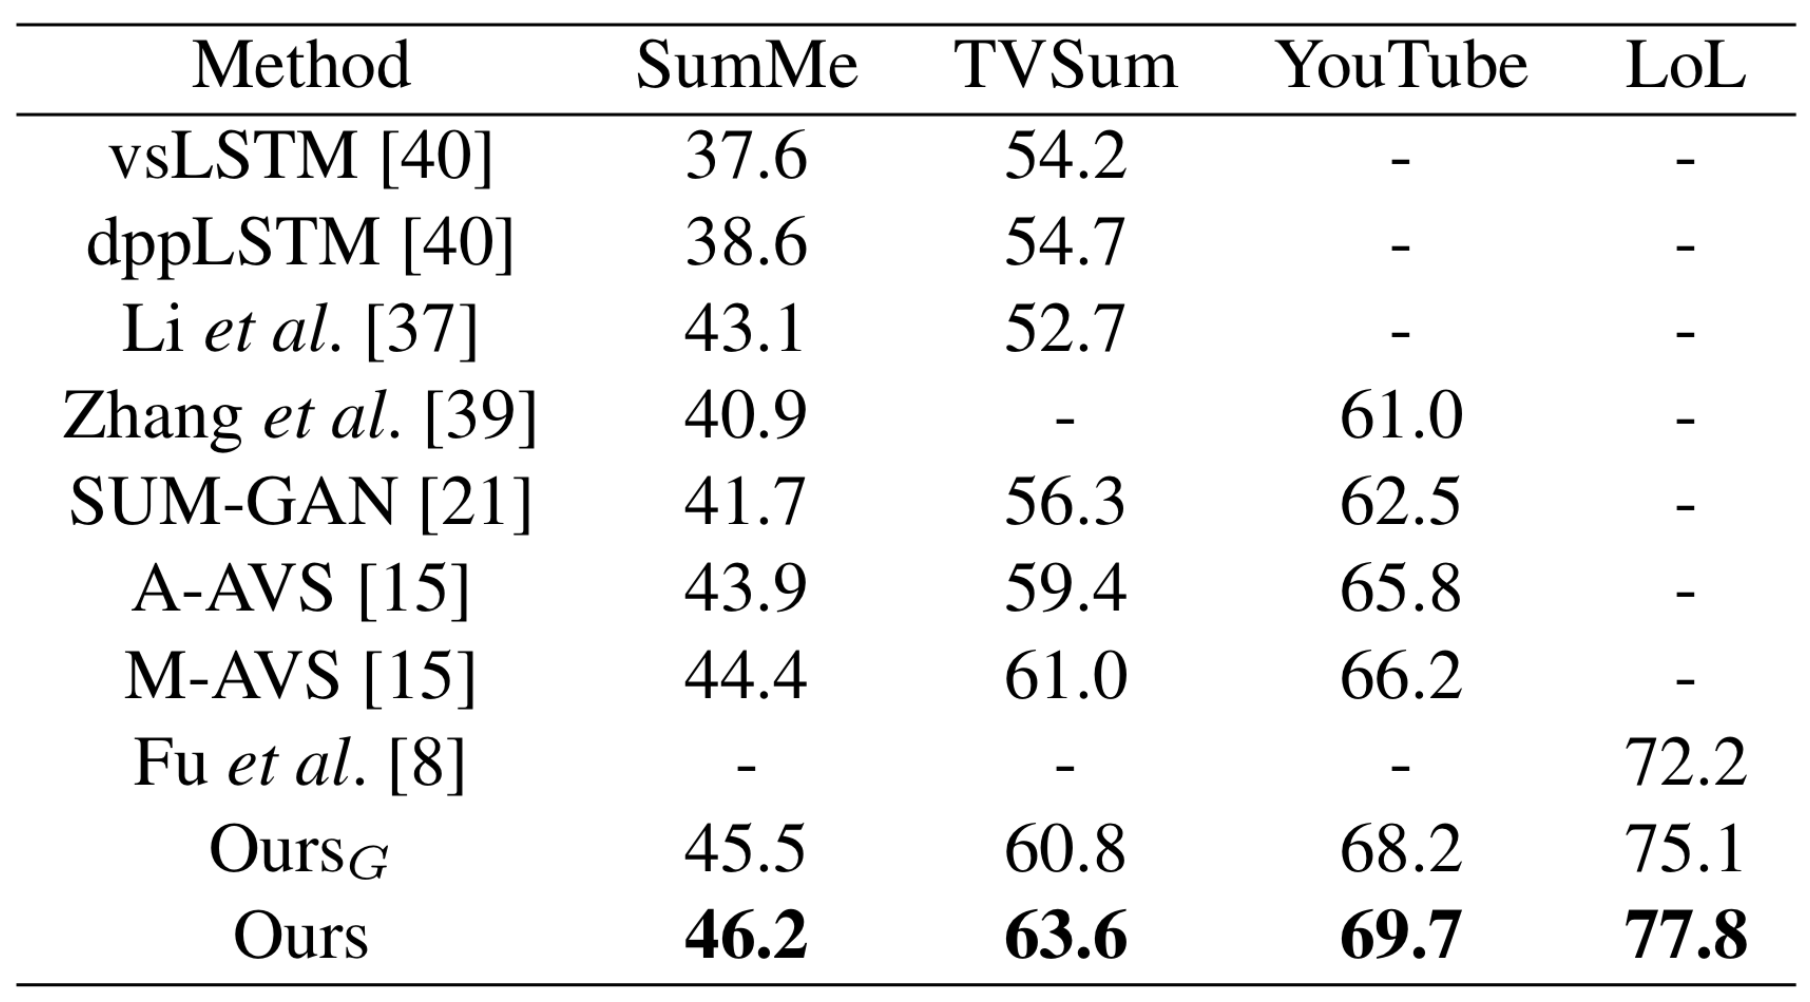 Method SumMe TVSum YouTube LoL
vsLSTM [40] 37.6 54.2 - -
dppLSTM [40] 38.6 54.7 - -
Li et al. [37] 43.1 52.7 - -
Zhang et al. [39] 40.9 - 61.0 -
SUM-GAN [21] 41.7 56.3 62.5 -
A-AVS [15] 43.9 59.4 65.8 -
M-AVS [15] 44.4 61.0 66.2 -
Fu et al. [8] - - - 72.2
OursG 45.5 60.8 68.2 75.1
Ours 46.2 63.6 69.7 77.8